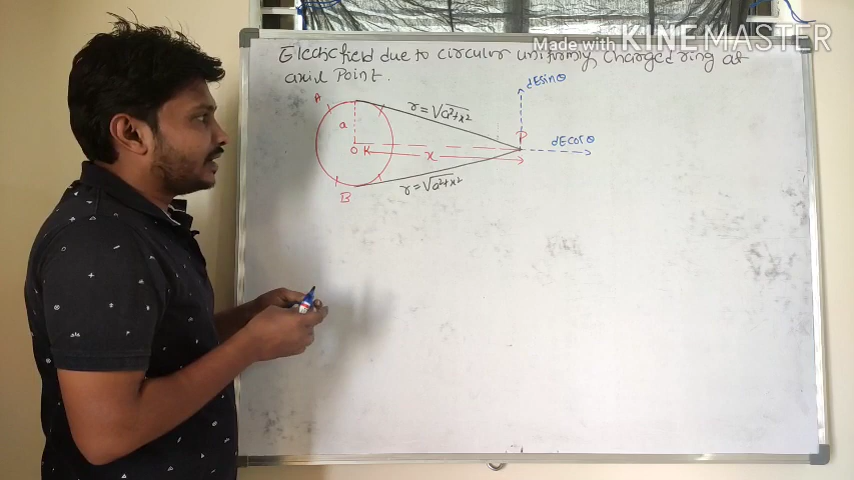 Made with KINEMASTER
Electric field due to circular uniformly charged ring at
axial Point.
dEsinθ
A
r=√a²+x²
a
P
dEcosθ
O
x
r=√a²+x²
B